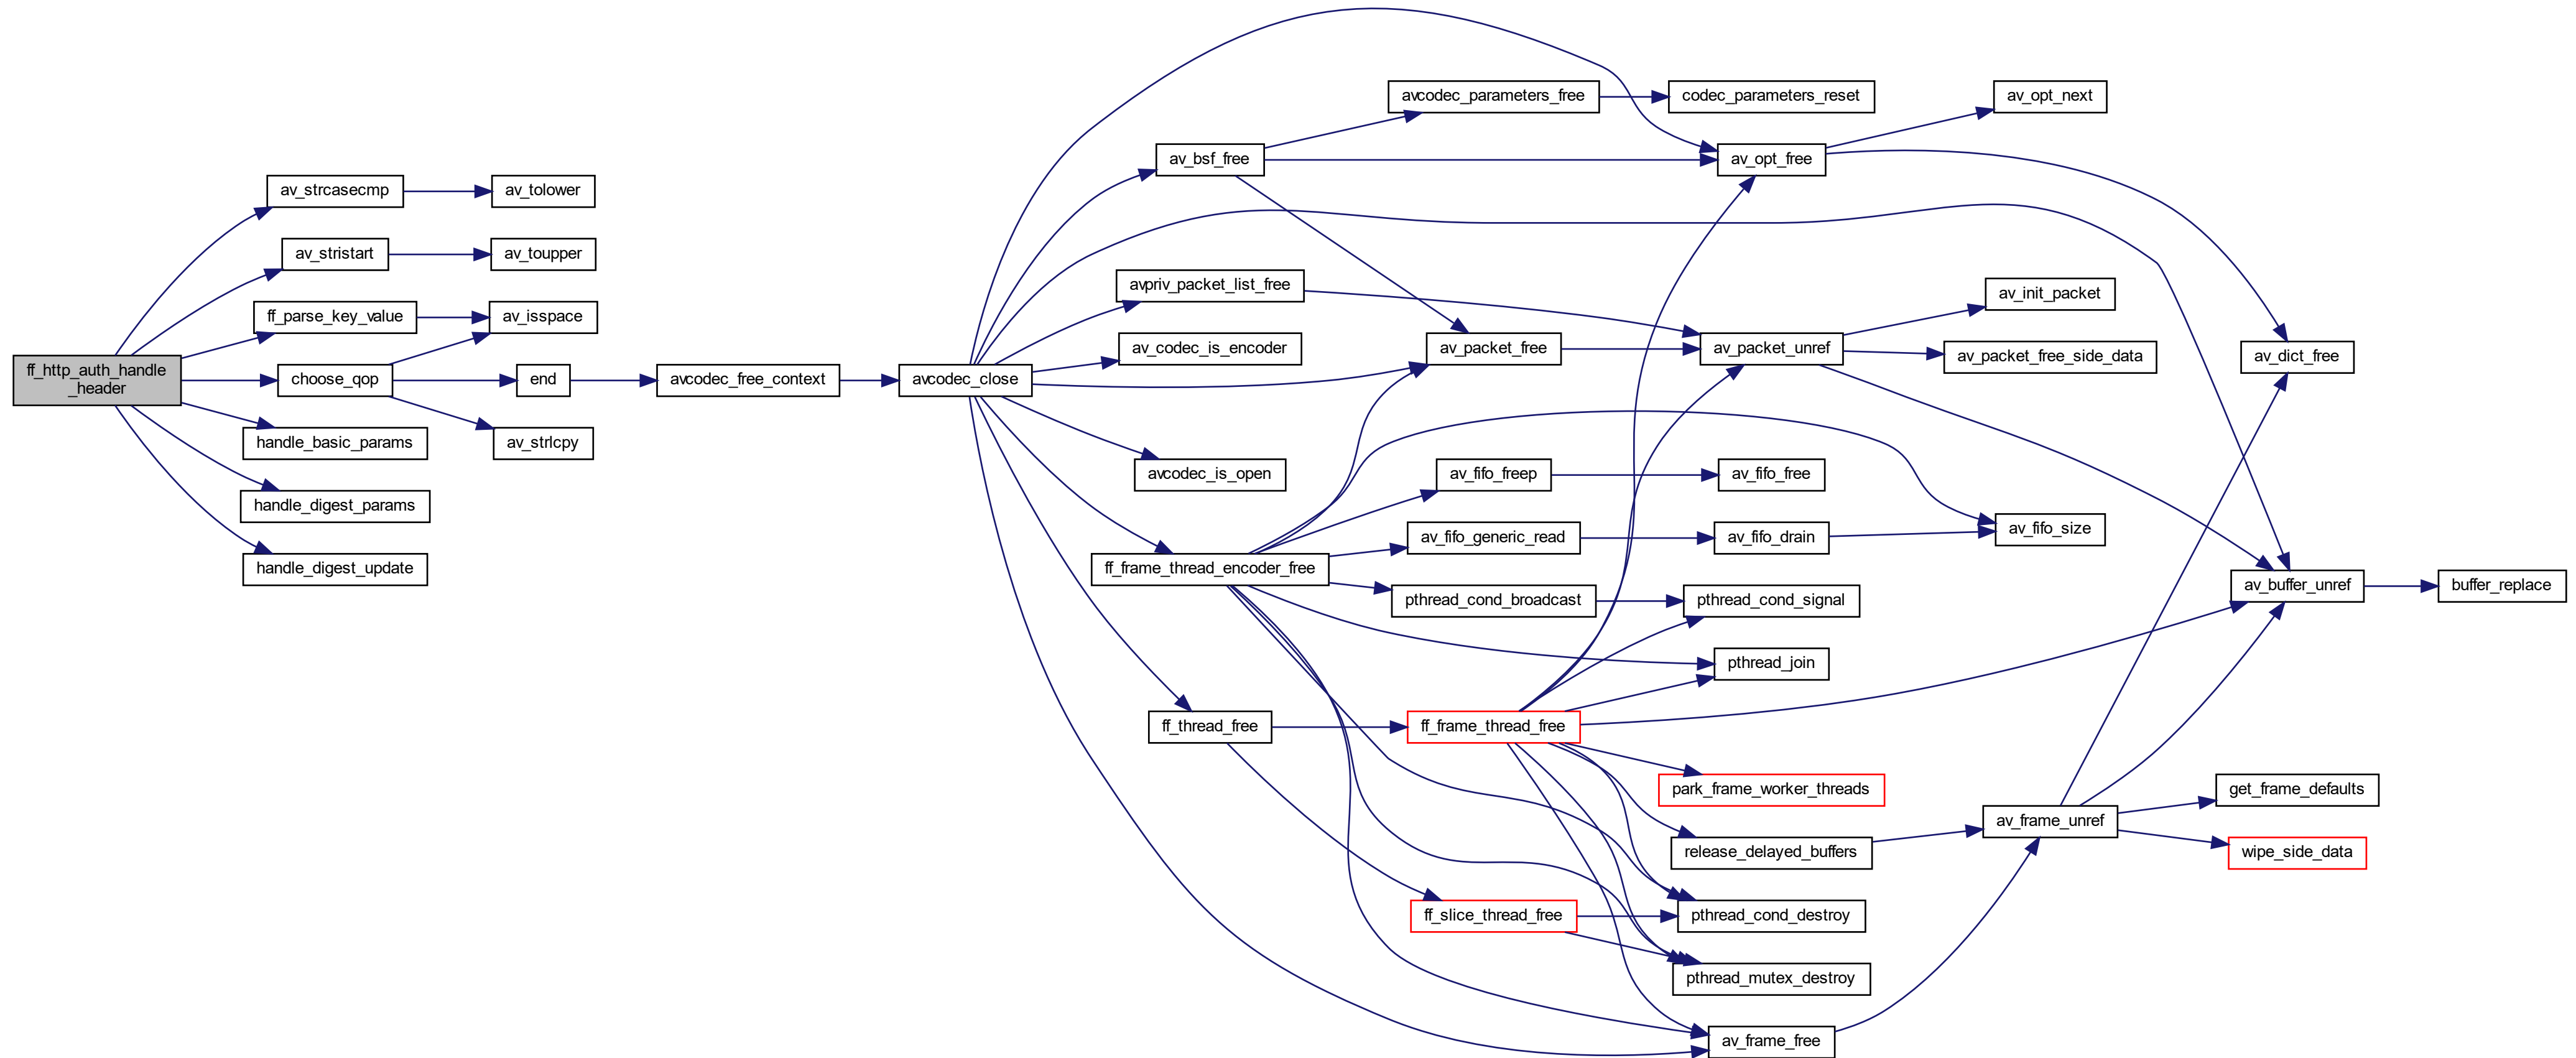 ff_http_auth_handle
_header
av_strcasecmp
av_stristart
ff_parse_key_value
choose_qop
handle_basic_params
handle_digest_params
handle_digest_update
av_tolower
av_toupper
av_isspace
end
av_strlcpy
avcodec_free_context
avcodec_close
av_bsf_free
avpriv_packet_list_free
av_codec_is_encoder
avcodec_is_open
ff_frame_thread_encoder_free
ff_thread_free
avcodec_parameters_free
av_packet_free
av_fifo_freep
av_fifo_generic_read
pthread_cond_broadcast
ff_frame_thread_free
ff_slice_thread_free
codec_parameters_reset
av_opt_free
av_packet_unref
av_fifo_free
av_fifo_drain
pthread_cond_signal
pthread_join
park_frame_worker_threads
release_delayed_buffers
pthread_cond_destroy
pthread_mutex_destroy
av_frame_free
av_opt_next
av_init_packet
av_packet_free_side_data
av_fifo_size
av_frame_unref
av_dict_free
av_buffer_unref
get_frame_defaults
wipe_side_data
buffer_replace